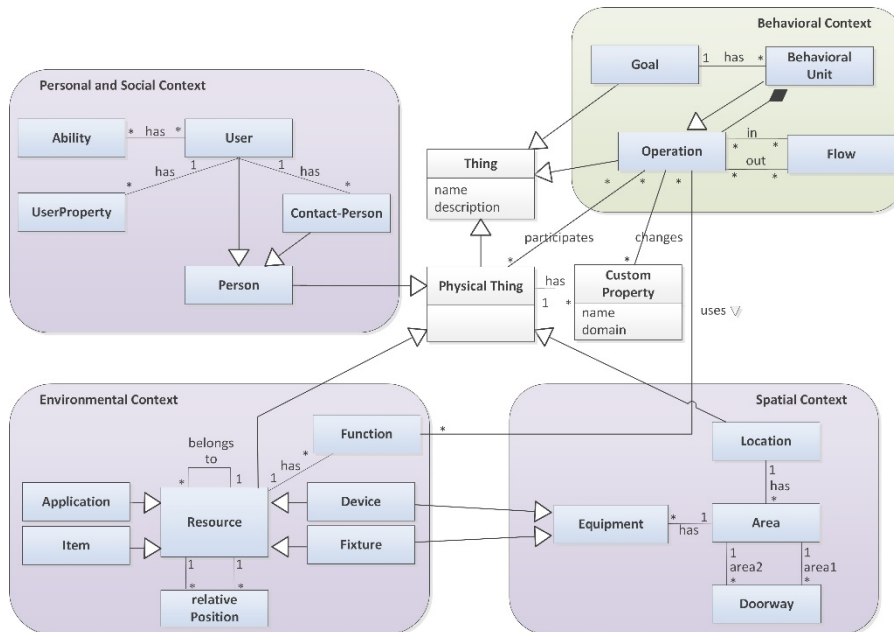 Behavioral Context
Goal
1 has *
Behavioral
Unit
Personal and Social Context
Ability
* has *
User
has
1
1
has
*
*
UserProperty
Contact-Person
Person
Thing
name
description
Operation
in
*
*
out
*
*
Flow
*
*
*
participates
changes
*
*
Physical Thing
has
1
*
Custom
Property
name
domain
uses
Environmental Context
belongs
to
*
1
Function
*
has
*
1
Application
Item
Resource
Device
Fixture
1
1
*
*
relative
Position
Spatial Context
Location
1
has
*
Equipment
* 1
has
Area
1
1
area2
area1
*
*
Doorway